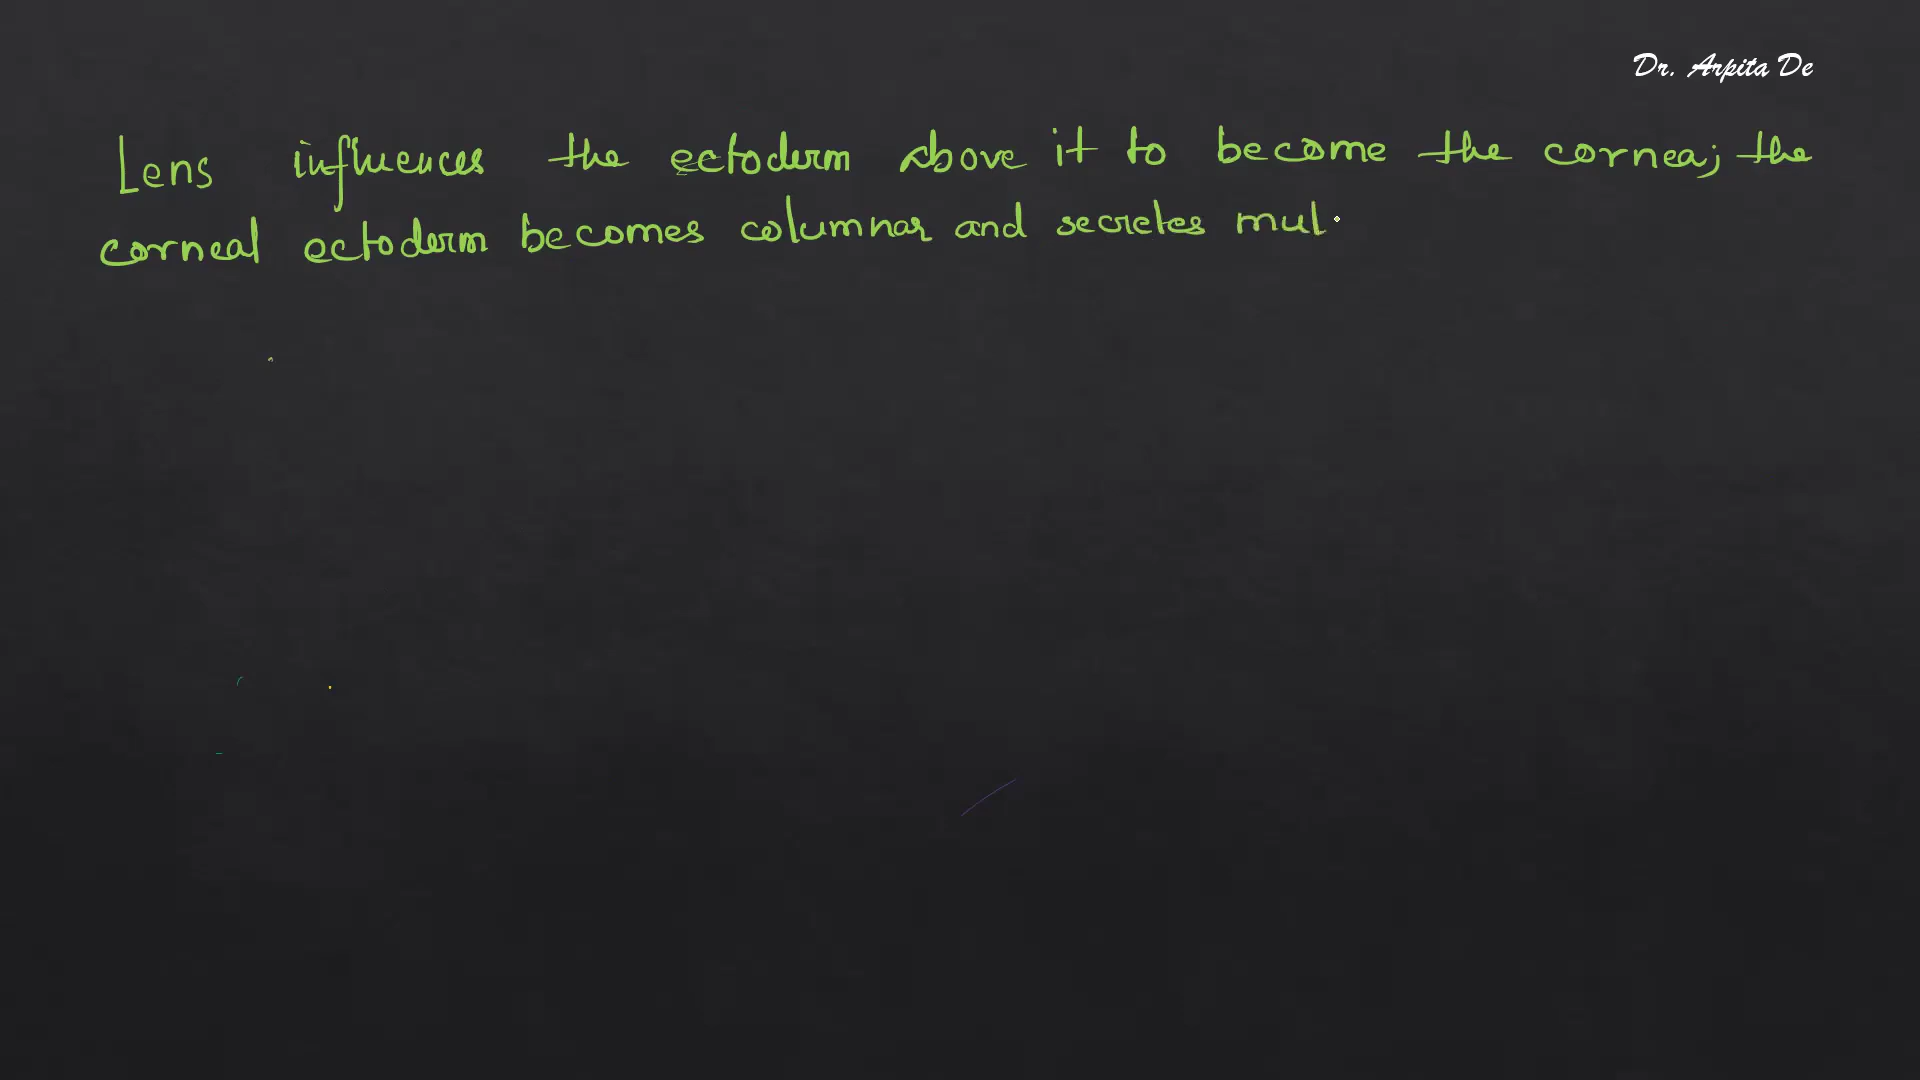 Dr. Arpita De
Lens influences the ectoderm above it to become the cornea; the
corneal ectoderm becomes columnar and secretes mul